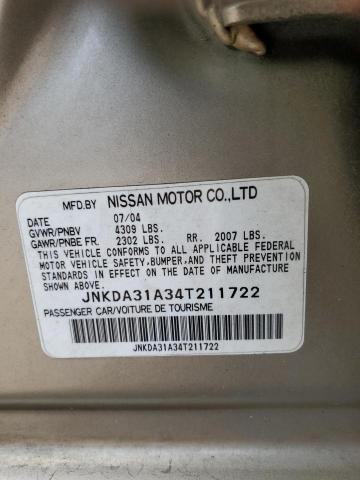 MFD.BY NISSAN MOTOR CO.,LTD
DATE 07/04
GVWR/PNBV 4309 LBS.
GAWR/PNBE FR. 2302 LBS. RR. 2007 LBS.
THIS VEHICLE CONFORMS TO ALL APPLICABLE FEDERAL
MOTOR VEHICLE SAFETY,BUMPER,AND THEFT PREVENTION
STANDARDS IN EFFECT ON THE DATE OF MANUFACTURE
SHOWN ABOVE.
JNKDA31A34T211722
PASSENGER CAR/VOITURE DE TOURISME
JNKDA31A34T211722